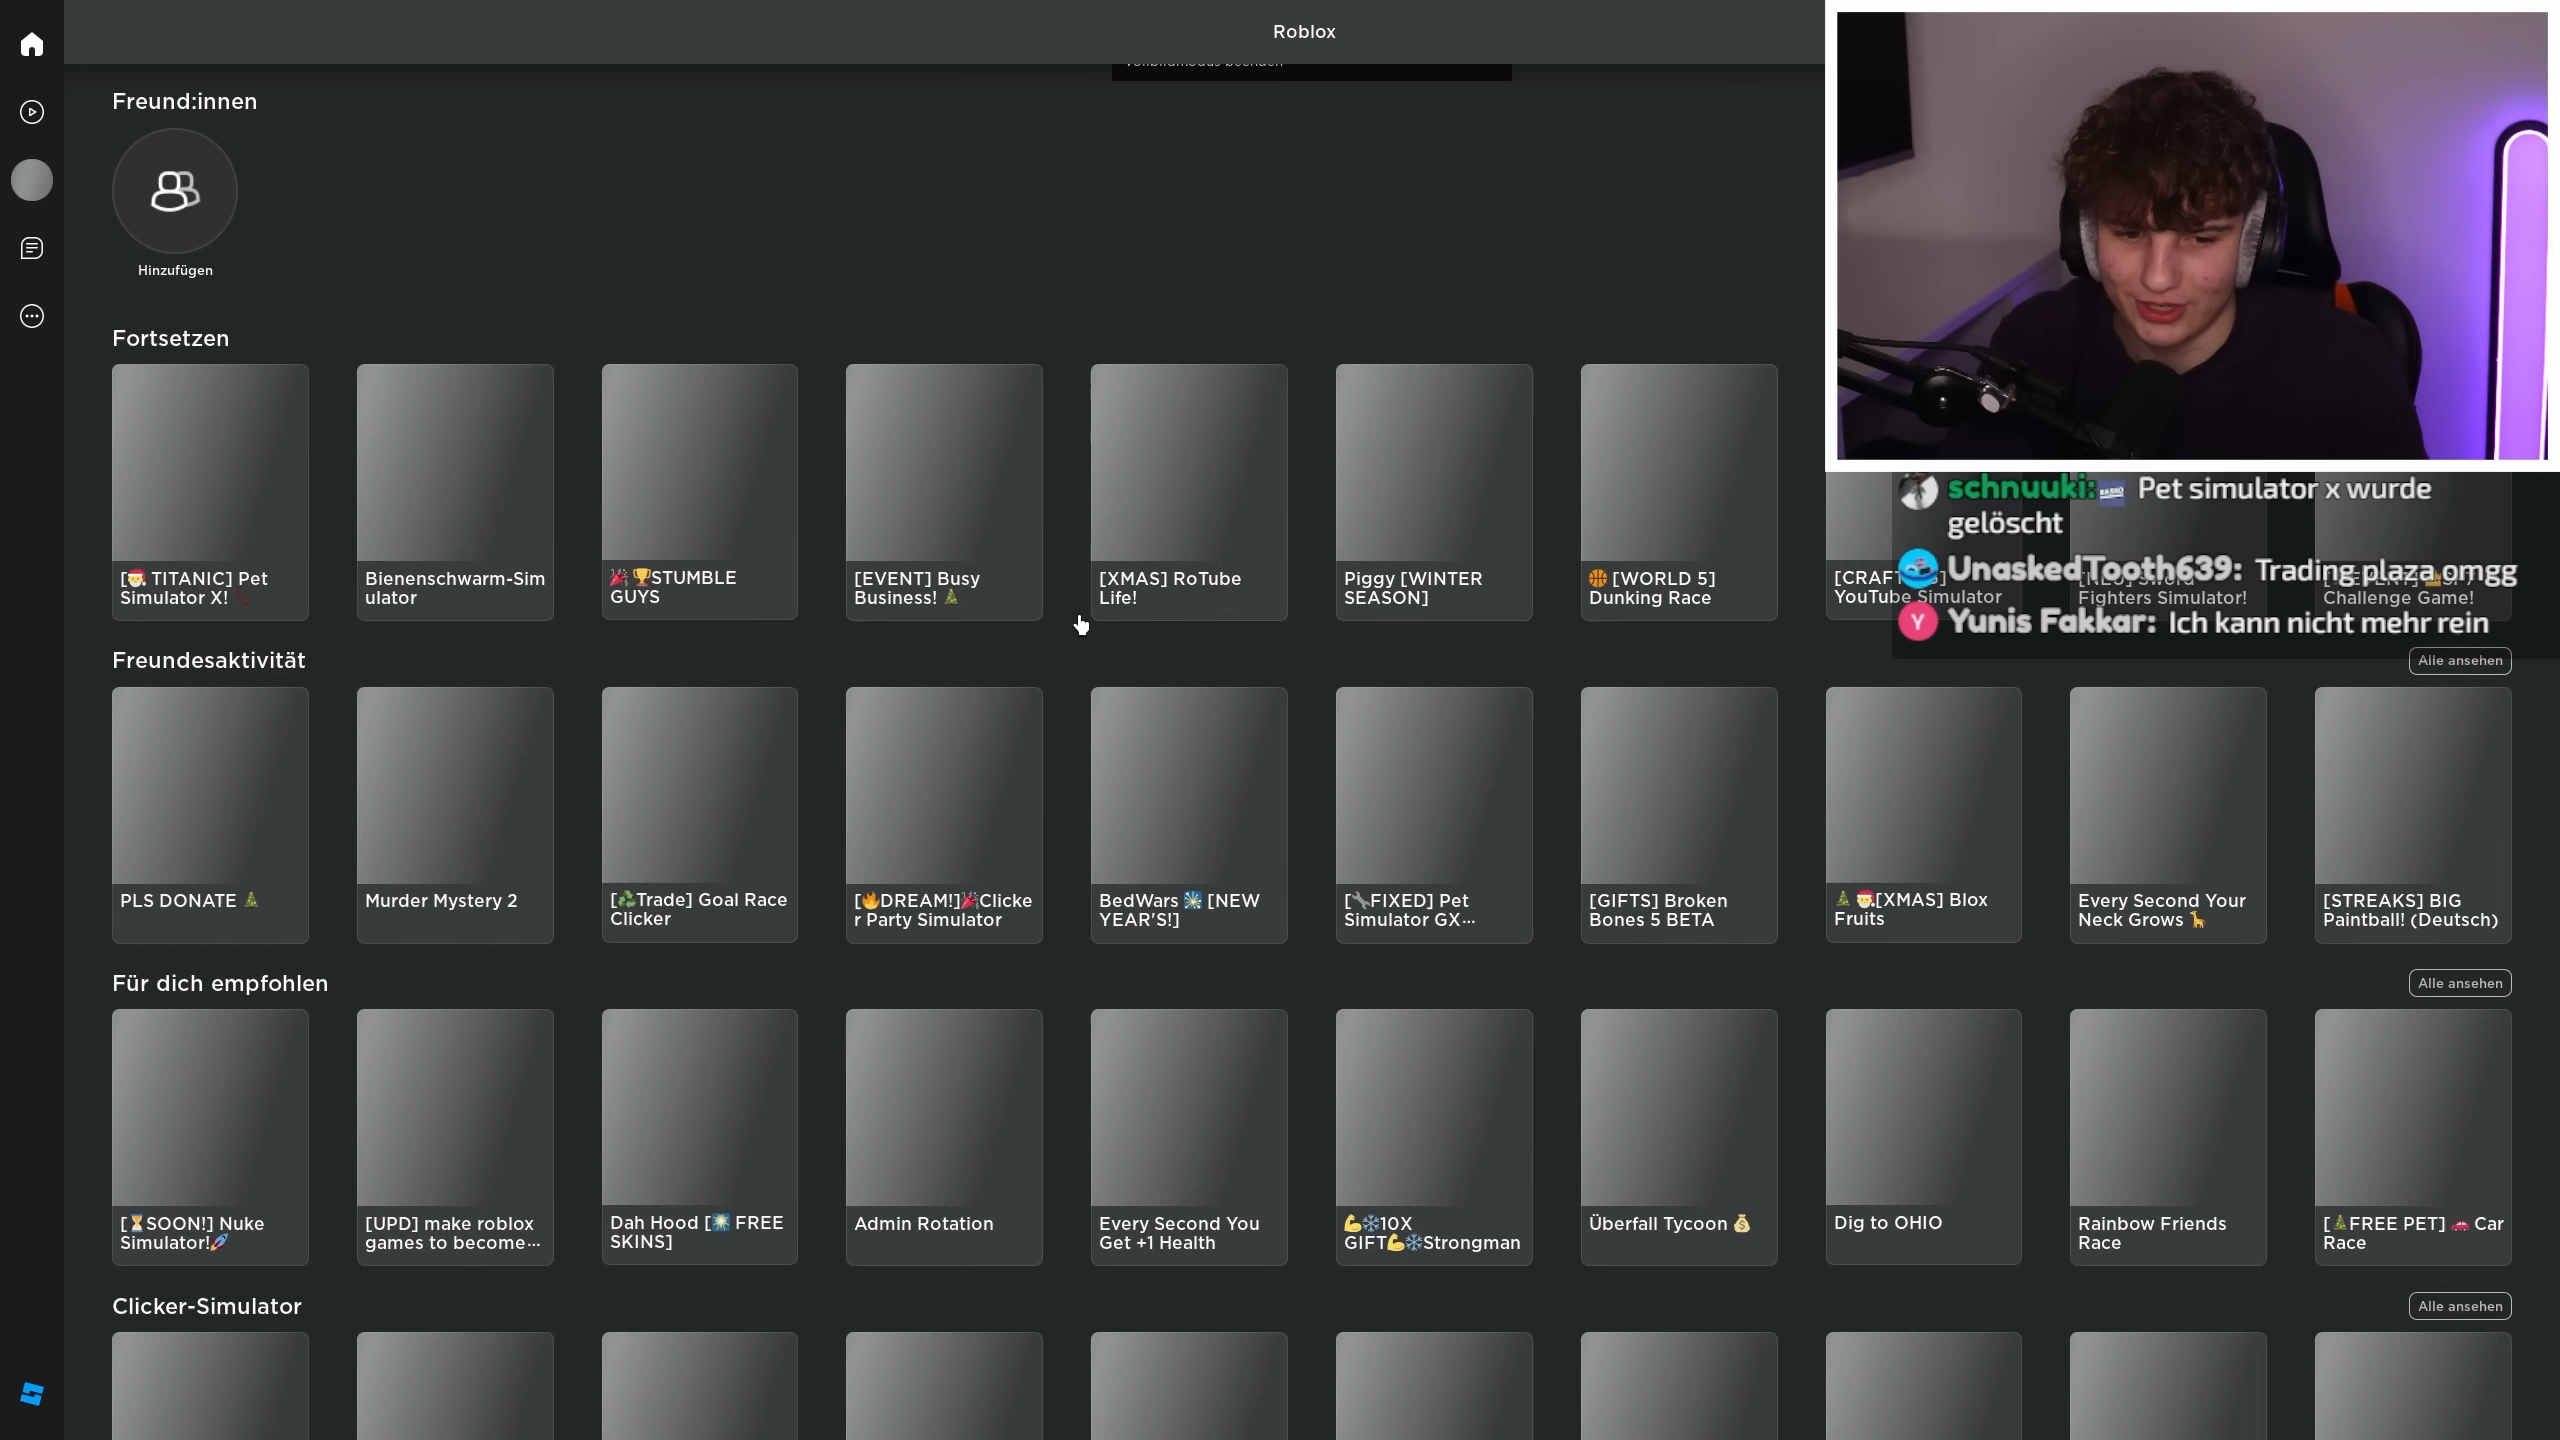 Roblox
Vollbildmodus beenden
Freund:innen
Hinzufügen
Fortsetzen
[🎅 TITANIC] Pet
Simulator X!
Bienenschwarm-Sim
ulator
🎉🏆STUMBLE
GUYS
[EVENT] Busy
Business! 🎄
[XMAS] RoTube
Life!
Piggy [WINTER
SEASON]
🏀 [WORLD 5]
Dunking Race
YouTube Simulator
Fighters Simulator!
Challenge Game!
schnuuki: Pet simulator x wurde
gelöscht
UnaskedTooth639: Trading plaza omgg
Y Yunis Fakkar: Ich kann nicht mehr rein
Freundesaktivität
Alle ansehen
PLS DONATE 🎄
Murder Mystery 2
[♻Trade] Goal Race
Clicker
[🔥DREAM!]🎉Clicke
r Party Simulator
BedWars 🎆 [NEW
YEAR'S!]
[🔧FIXED] Pet
Simulator GX...
[GIFTS] Broken
Bones 5 BETA
🎄🎅[XMAS] Blox
Fruits
Every Second Your
Neck Grows 🦒
[STREAKS] BIG
Paintball! (Deutsch)
Für dich empfohlen
Alle ansehen
[⏳SOON!] Nuke
Simulator!🚀
[UPD] make roblox
games to become...
Dah Hood [🎆 FREE
SKINS]
Admin Rotation
Every Second You
Get +1 Health
💪❄10X
GIFT💪❄Strongman
Überfall Tycoon 💰
Dig to OHIO
Rainbow Friends
Race
[🎄FREE PET] 🚗 Car
Race
Clicker-Simulator
Alle ansehen